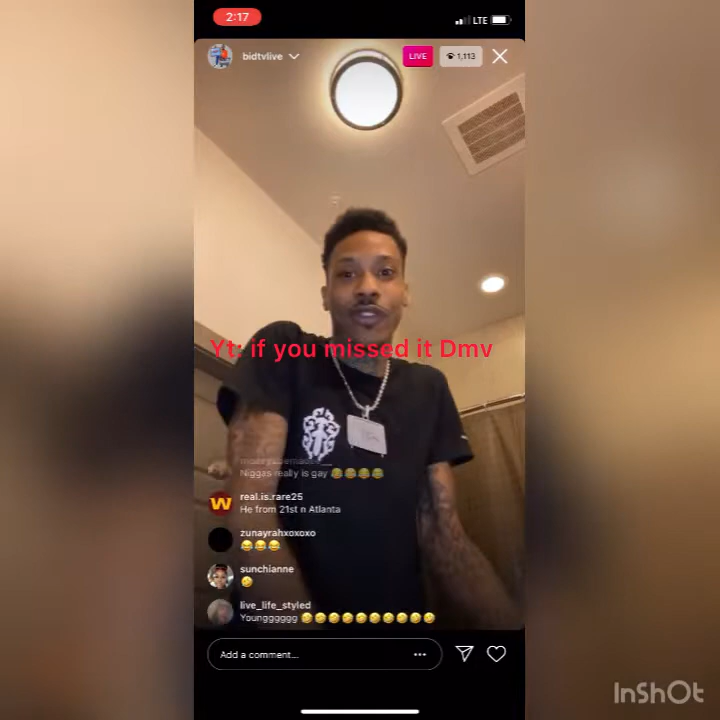 2:17
LTE
bidtvlive
LIVE
1,113
Yt: if you missed it Dmv
Niggas really is gay 😂😂😂😂
real.is.rare25
He from 21st n Atlanta
zunayrahxoxoxo
😂😂😂
sunchianne
🤣
live_life_styled
Youngggggg 🤣🤣🤣🤣🤣🤣🤣🤣🤣🤣
Add a comment...
InShOt